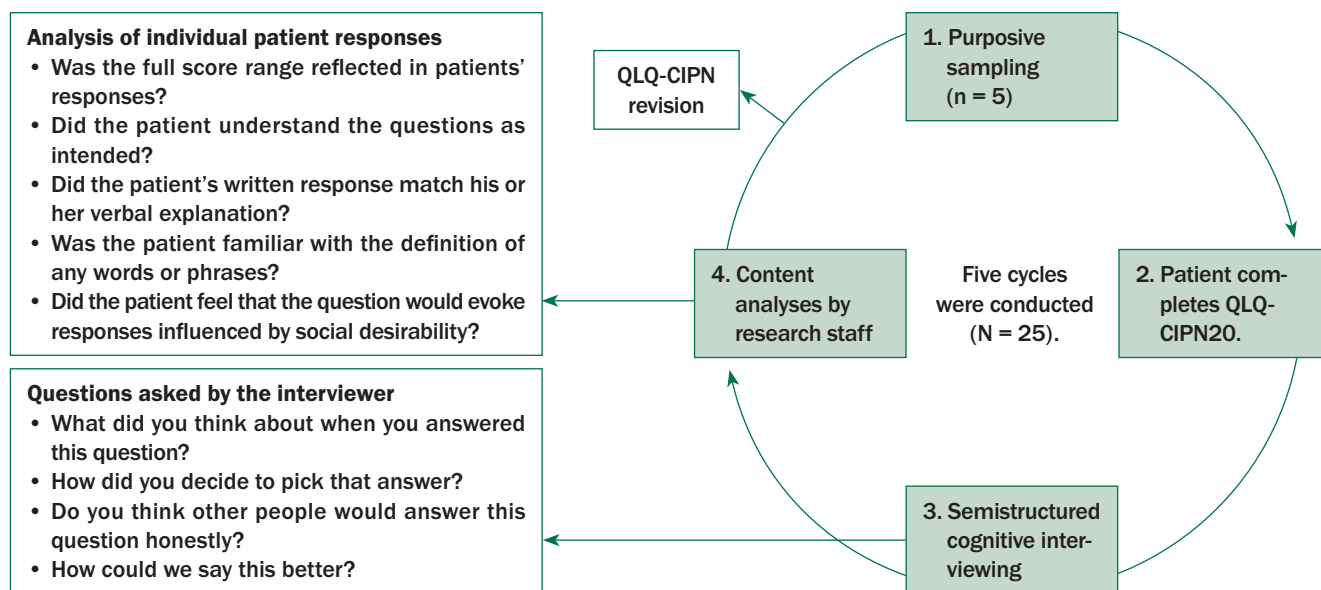 Analysis of individual patient responses
• Was the full score range reflected in patients'
responses?
• Did the patient understand the questions as
intended?
• Did the patient's written response match his or
her verbal explanation?
• Was the patient familiar with the definition of
any words or phrases?
• Did the patient feel that the question would evoke
responses influenced by social desirability?
Questions asked by the interviewer
• What did you think about when you answered
this question?
• How did you decide to pick that answer?
• Do you think other people would answer this
question honestly?
• How could we say this better?
QLQ-CIPN
revision
1. Purposive
sampling
(n = 5)
2. Patient com-
pletes QLQ-
CIPN20.
3. Semistructured
cognitive inter-
viewing
4. Content
analyses by
research staff
Five cycles
were conducted
(N = 25).